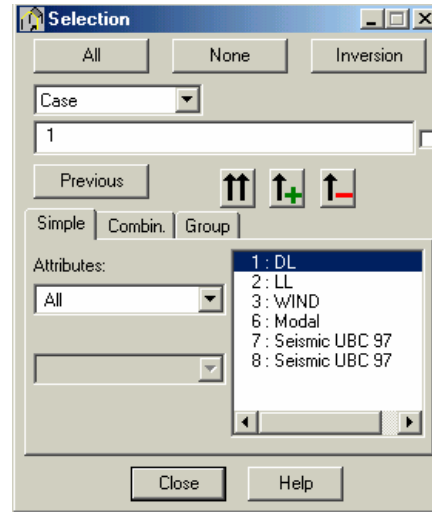 Selection
All None Inversion
Case
1
Previous
Simple Combin. Group
Attributes:
All
1 : DL
2 : LL
3 : WIND
6 : Modal
7 : Seismic UBC 97
8 : Seismic UBC 97
Close Help